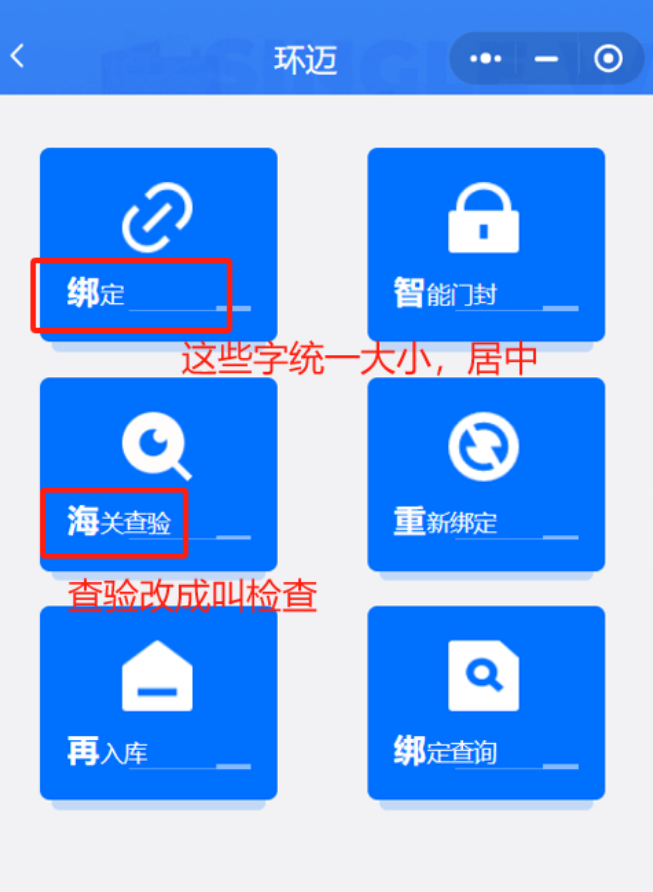 环迈
绑定
智能门封
这些字统一大小，居中
海关查验
重新绑定
查验改成叫检查
再入库
绑定查询